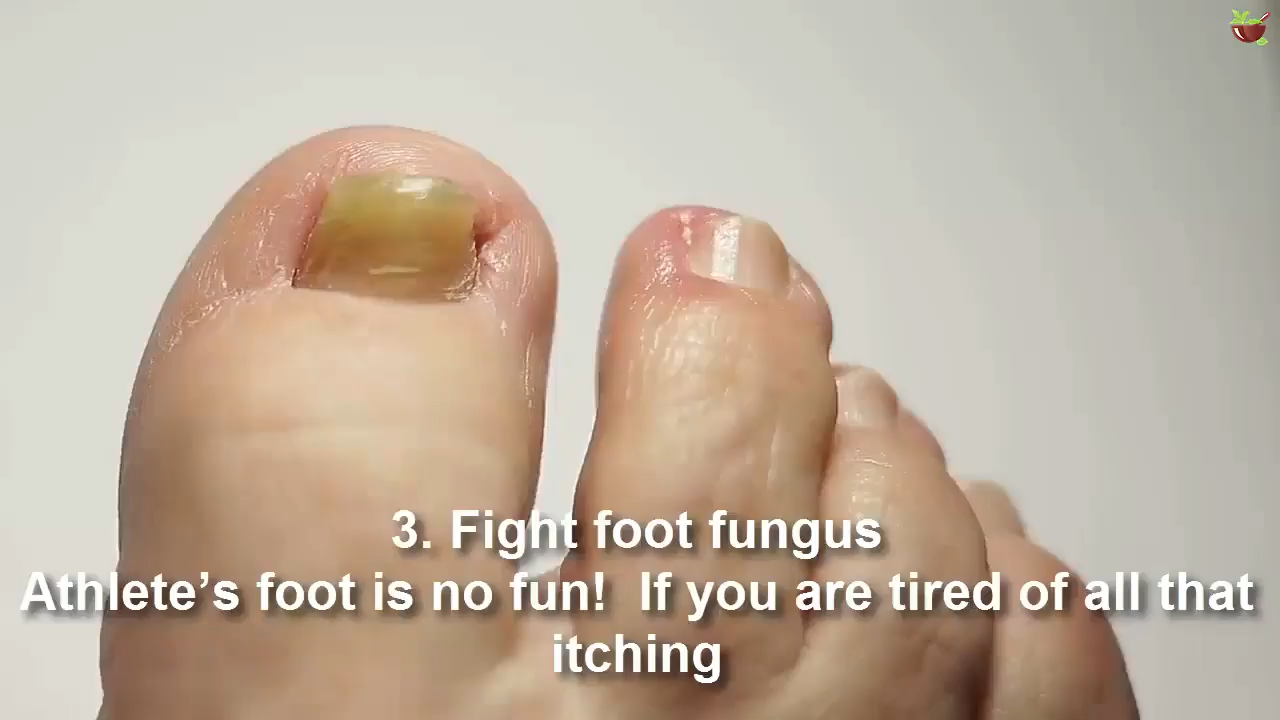 3. Fight foot fungus
Athlete’s foot is no fun!  If you are tired of all that
itching